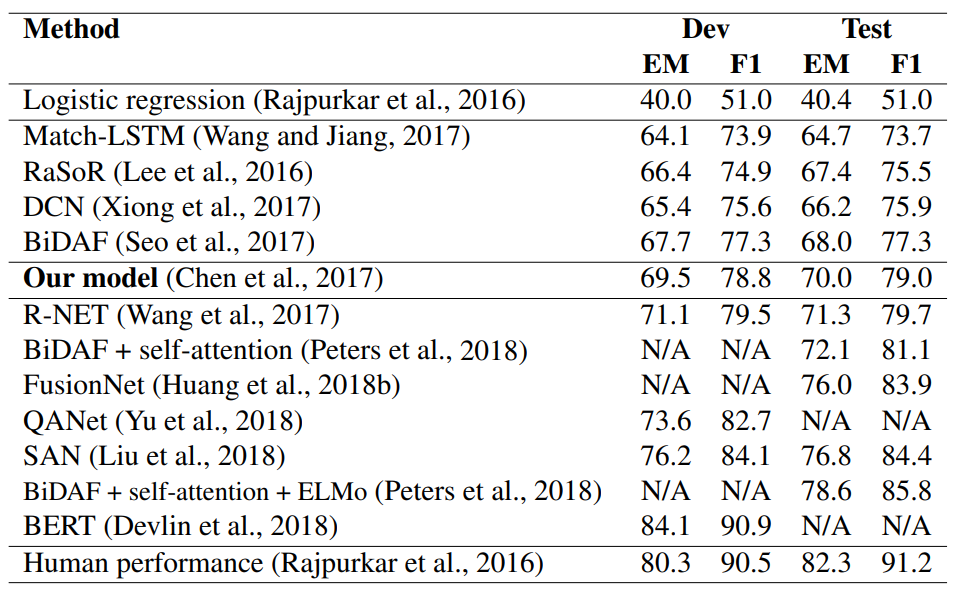 Method Dev Test
EM F1 EM F1
Logistic regression (Rajpurkar et al., 2016) 40.0 51.0 40.4 51.0
Match-LSTM (Wang and Jiang, 2017) 64.1 73.9 64.7 73.7
RaSoR (Lee et al., 2016) 66.4 74.9 67.4 75.5
DCN (Xiong et al., 2017) 65.4 75.6 66.2 75.9
BiDAF (Seo et al., 2017) 67.7 77.3 68.0 77.3
Our model (Chen et al., 2017) 69.5 78.8 70.0 79.0
R-NET (Wang et al., 2017) 71.1 79.5 71.3 79.7
BiDAF + self-attention (Peters et al., 2018) N/A N/A 72.1 81.1
FusionNet (Huang et al., 2018b) N/A N/A 76.0 83.9
QANet (Yu et al., 2018) 73.6 82.7 N/A N/A
SAN (Liu et al., 2018) 76.2 84.1 76.8 84.4
BiDAF + self-attention + ELMo (Peters et al., 2018) N/A N/A 78.6 85.8
BERT (Devlin et al., 2018) 84.1 90.9 N/A N/A
Human performance (Rajpurkar et al., 2016) 80.3 90.5 82.3 91.2